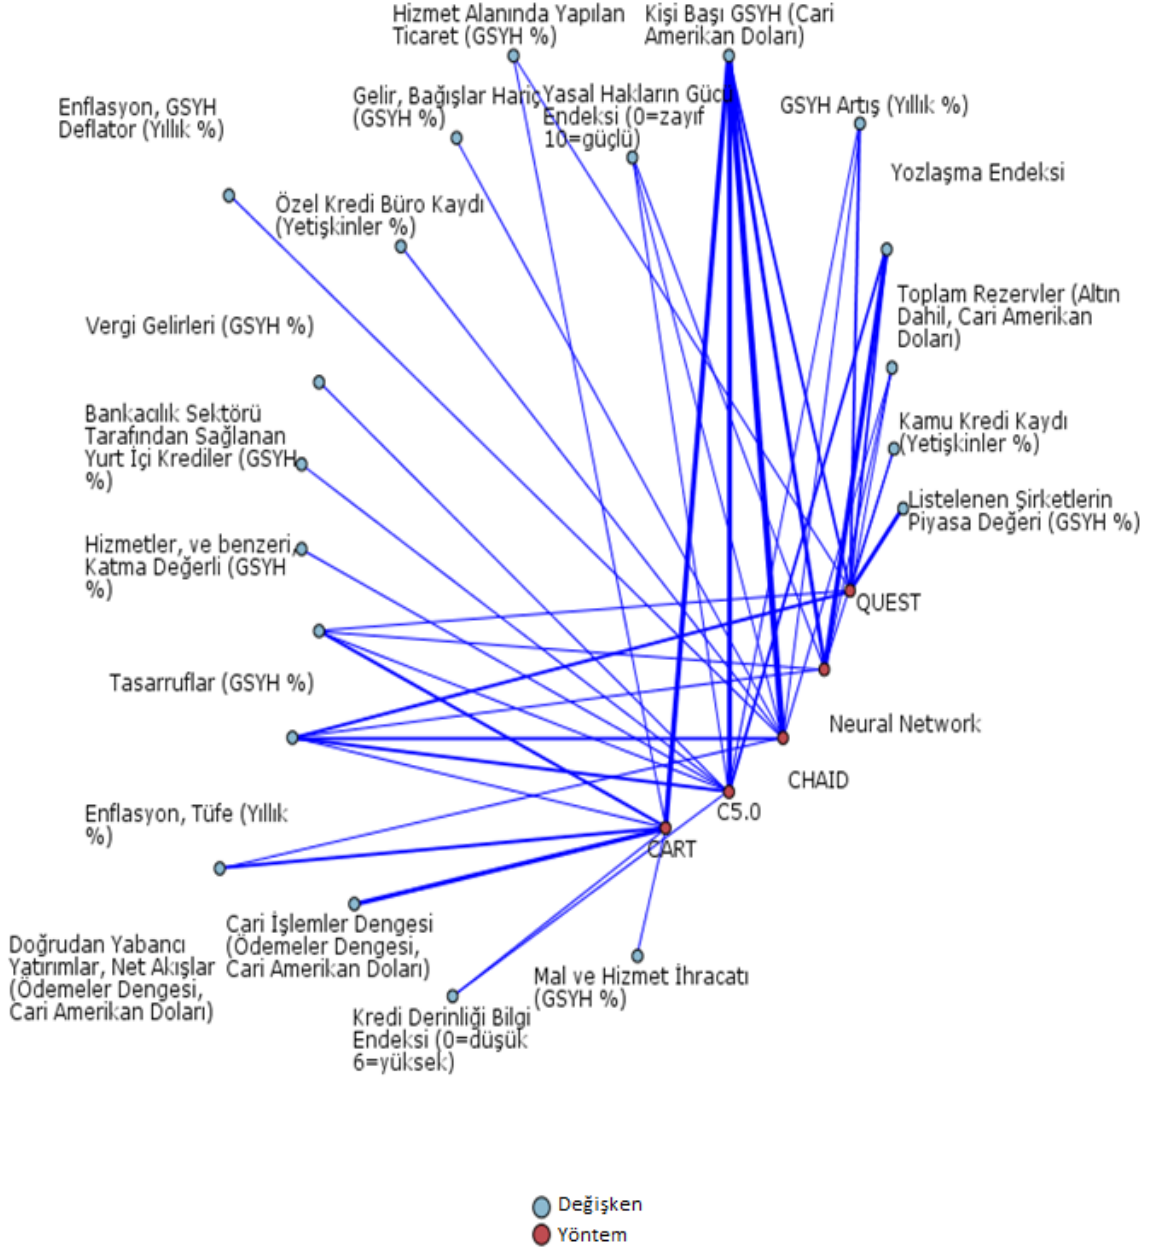 Hizmet Alanında Yapılan
Ticaret (GSYH %)
Kişi Başı GSYH (Cari
Amerikan Doları)
Enflasyon, GSYH
Deflator (Yıllık %)
Gelir, Bağışlar Hariç
(GSYH %)
Yasal Hakların Gücü
Endeksi (0=zayıf
10=güçlü)
GSYH Artış (Yıllık %)
Yozlaşma Endeksi
Özel Kredi Büro Kaydı
(Yetişkinler %)
Toplam Rezervler (Altın
Dahil, Cari Amerikan
Doları)
Vergi Gelirleri (GSYH %)
Bankacılık Sektörü
Tarafından Sağlanan
Yurt İçi Krediler (GSYH
%)
Kamu Kredi Kaydı
(Yetişkinler %)
Listelenen Şirketlerin
Piyasa Değeri (GSYH %)
Hizmetler, ve benzeri,
Katma Değerli (GSYH
%)
QUEST
Tasarruflar (GSYH %)
Neural Network
CHAID
C5.0
CART
Enflasyon, Tüfe (Yıllık
%)
Cari İşlemler Dengesi
(Ödemeler Dengesi,
Cari Amerikan Doları)
Doğrudan Yabancı
Yatırımlar, Net Akışlar
(Ödemeler Dengesi,
Cari Amerikan Doları)
Mal ve Hizmet İhracatı
(GSYH %)
Kredi Derinliği Bilgi
Endeksi (0=düşük
6=yüksek)
Değişken
Yöntem